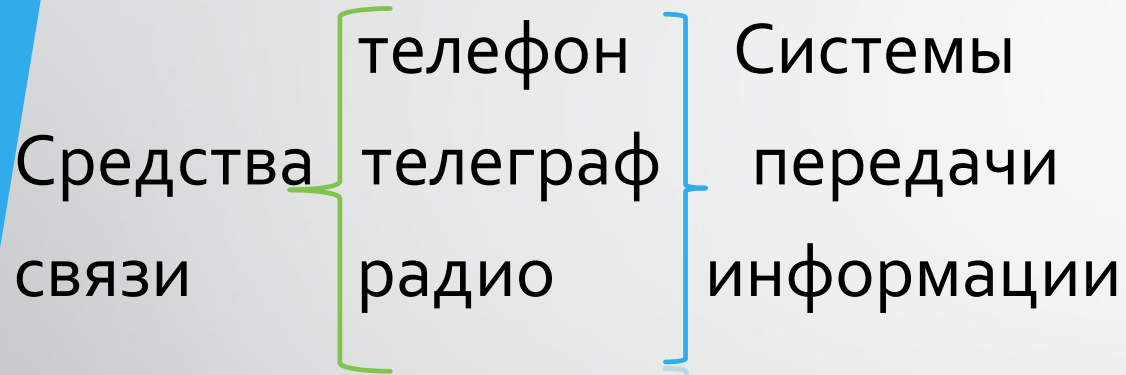 телефон Системы
Средства телеграф передачи
связи радио информации